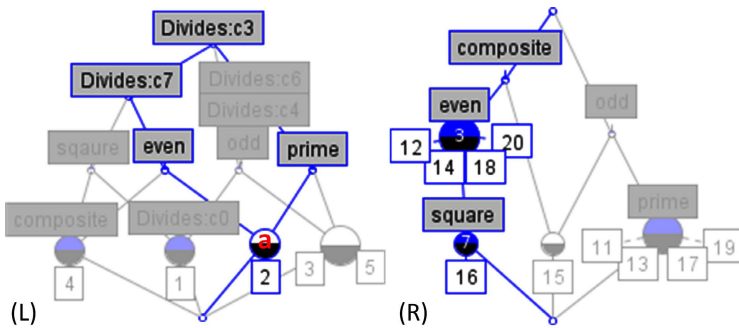 Divides:c3
Divides:c7
Divides:c6
Divides:c4
sqaure
even
odd
prime
composite
Divides:c0
a
4
1
2
3
5
(L)
composite
even
odd
3
12
20
14
18
square
prime
7
16
15
11
19
13
17
(R)